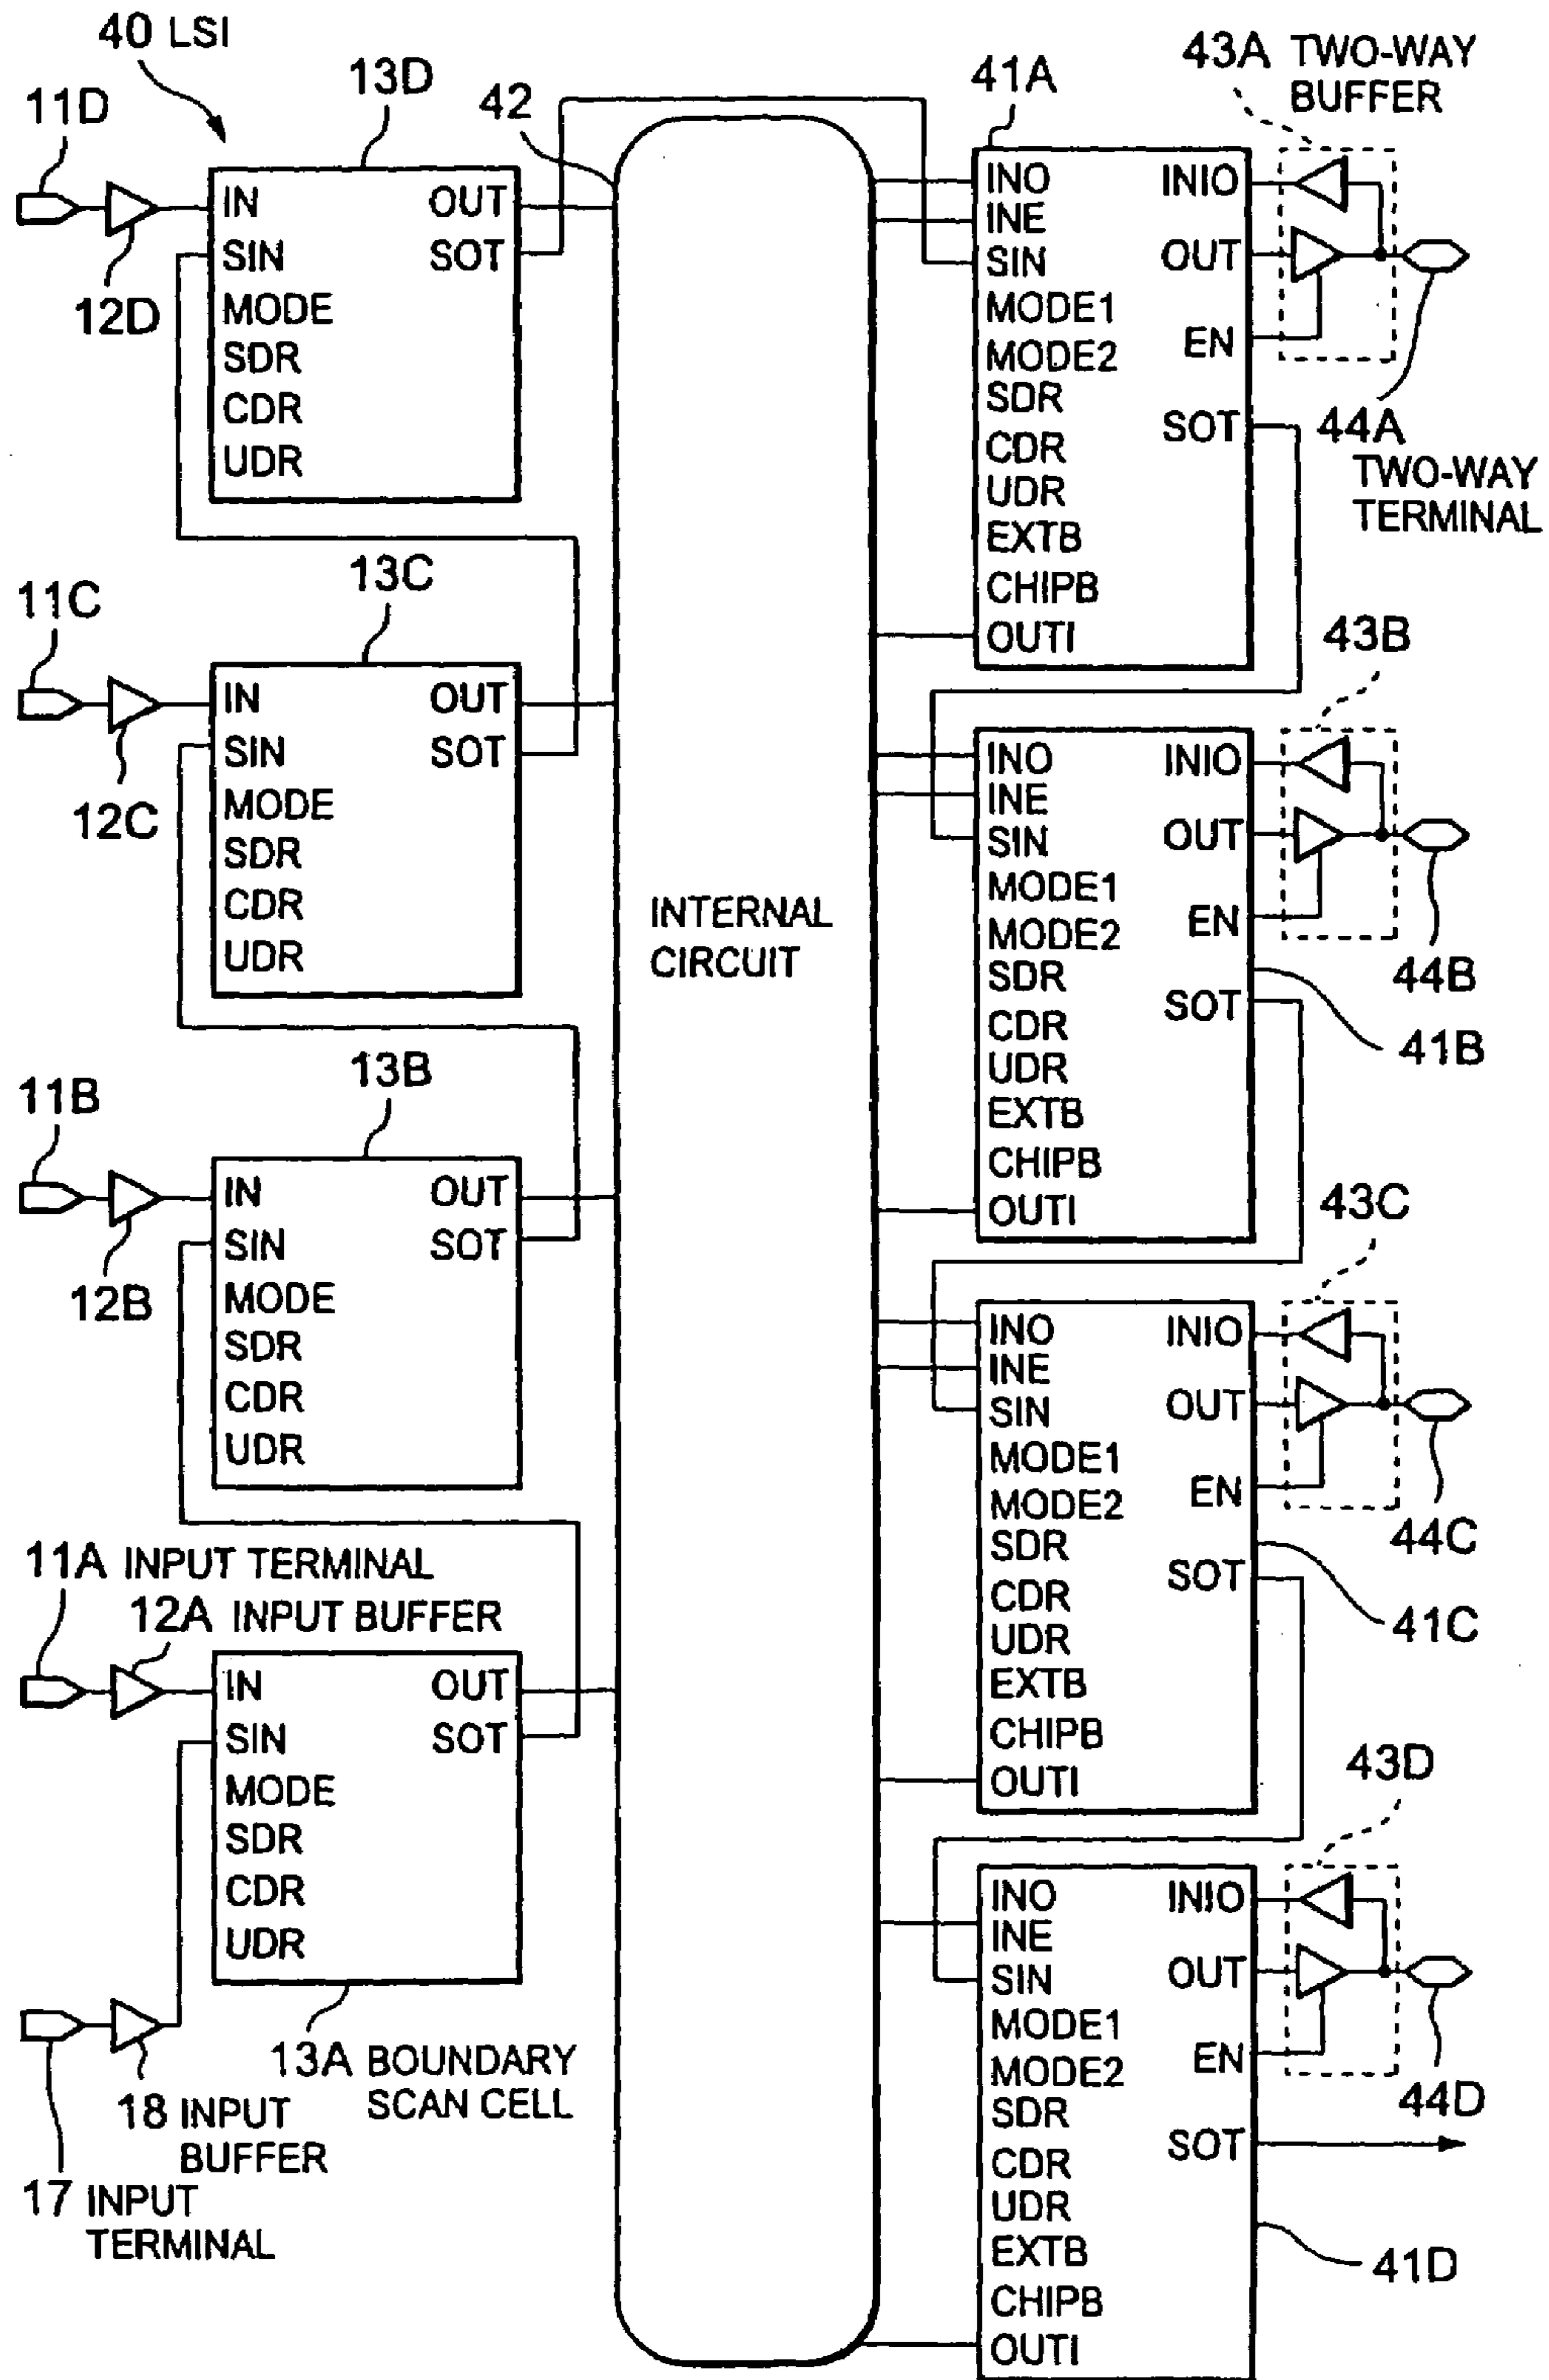 40 LSI
11D
12D
13D
IN
OUT
SIN
SOT
MODE
SDR
CDR
UDR
11C
12C
13C
IN
OUT
SIN
SOT
MODE
SDR
CDR
UDR
11B
12B
13B
IN
OUT
SIN
SOT
MODE
SDR
CDR
UDR
11A INPUT TERMINAL
12A INPUT BUFFER
IN
OUT
SIN
SOT
MODE
SDR
CDR
UDR
13A BOUNDARY
SCAN CELL
18 INPUT
BUFFER
17 INPUT
TERMINAL
42
INTERNAL
CIRCUIT
41A
43A TWO-WAY
BUFFER
INO
INIO
INE
OUT
SIN
MODE1
EN
MODE2
SDR
SOT
CDR
UDR
EXTB
CHIPB
OUTI
44A
TWO-WAY
TERMINAL
43B
INO
INIO
INE
OUT
SIN
MODE1
EN
MODE2
SDR
SOT
CDR
UDR
EXTB
CHIPB
OUTI
44B
41B
43C
INO
INIO
INE
OUT
SIN
MODE1
EN
MODE2
SDR
SOT
CDR
UDR
EXTB
CHIPB
OUTI
44C
41C
43D
INO
INIO
INE
OUT
SIN
MODE1
EN
MODE2
SDR
SOT
CDR
UDR
EXTB
CHIPB
OUTI
44D
41D